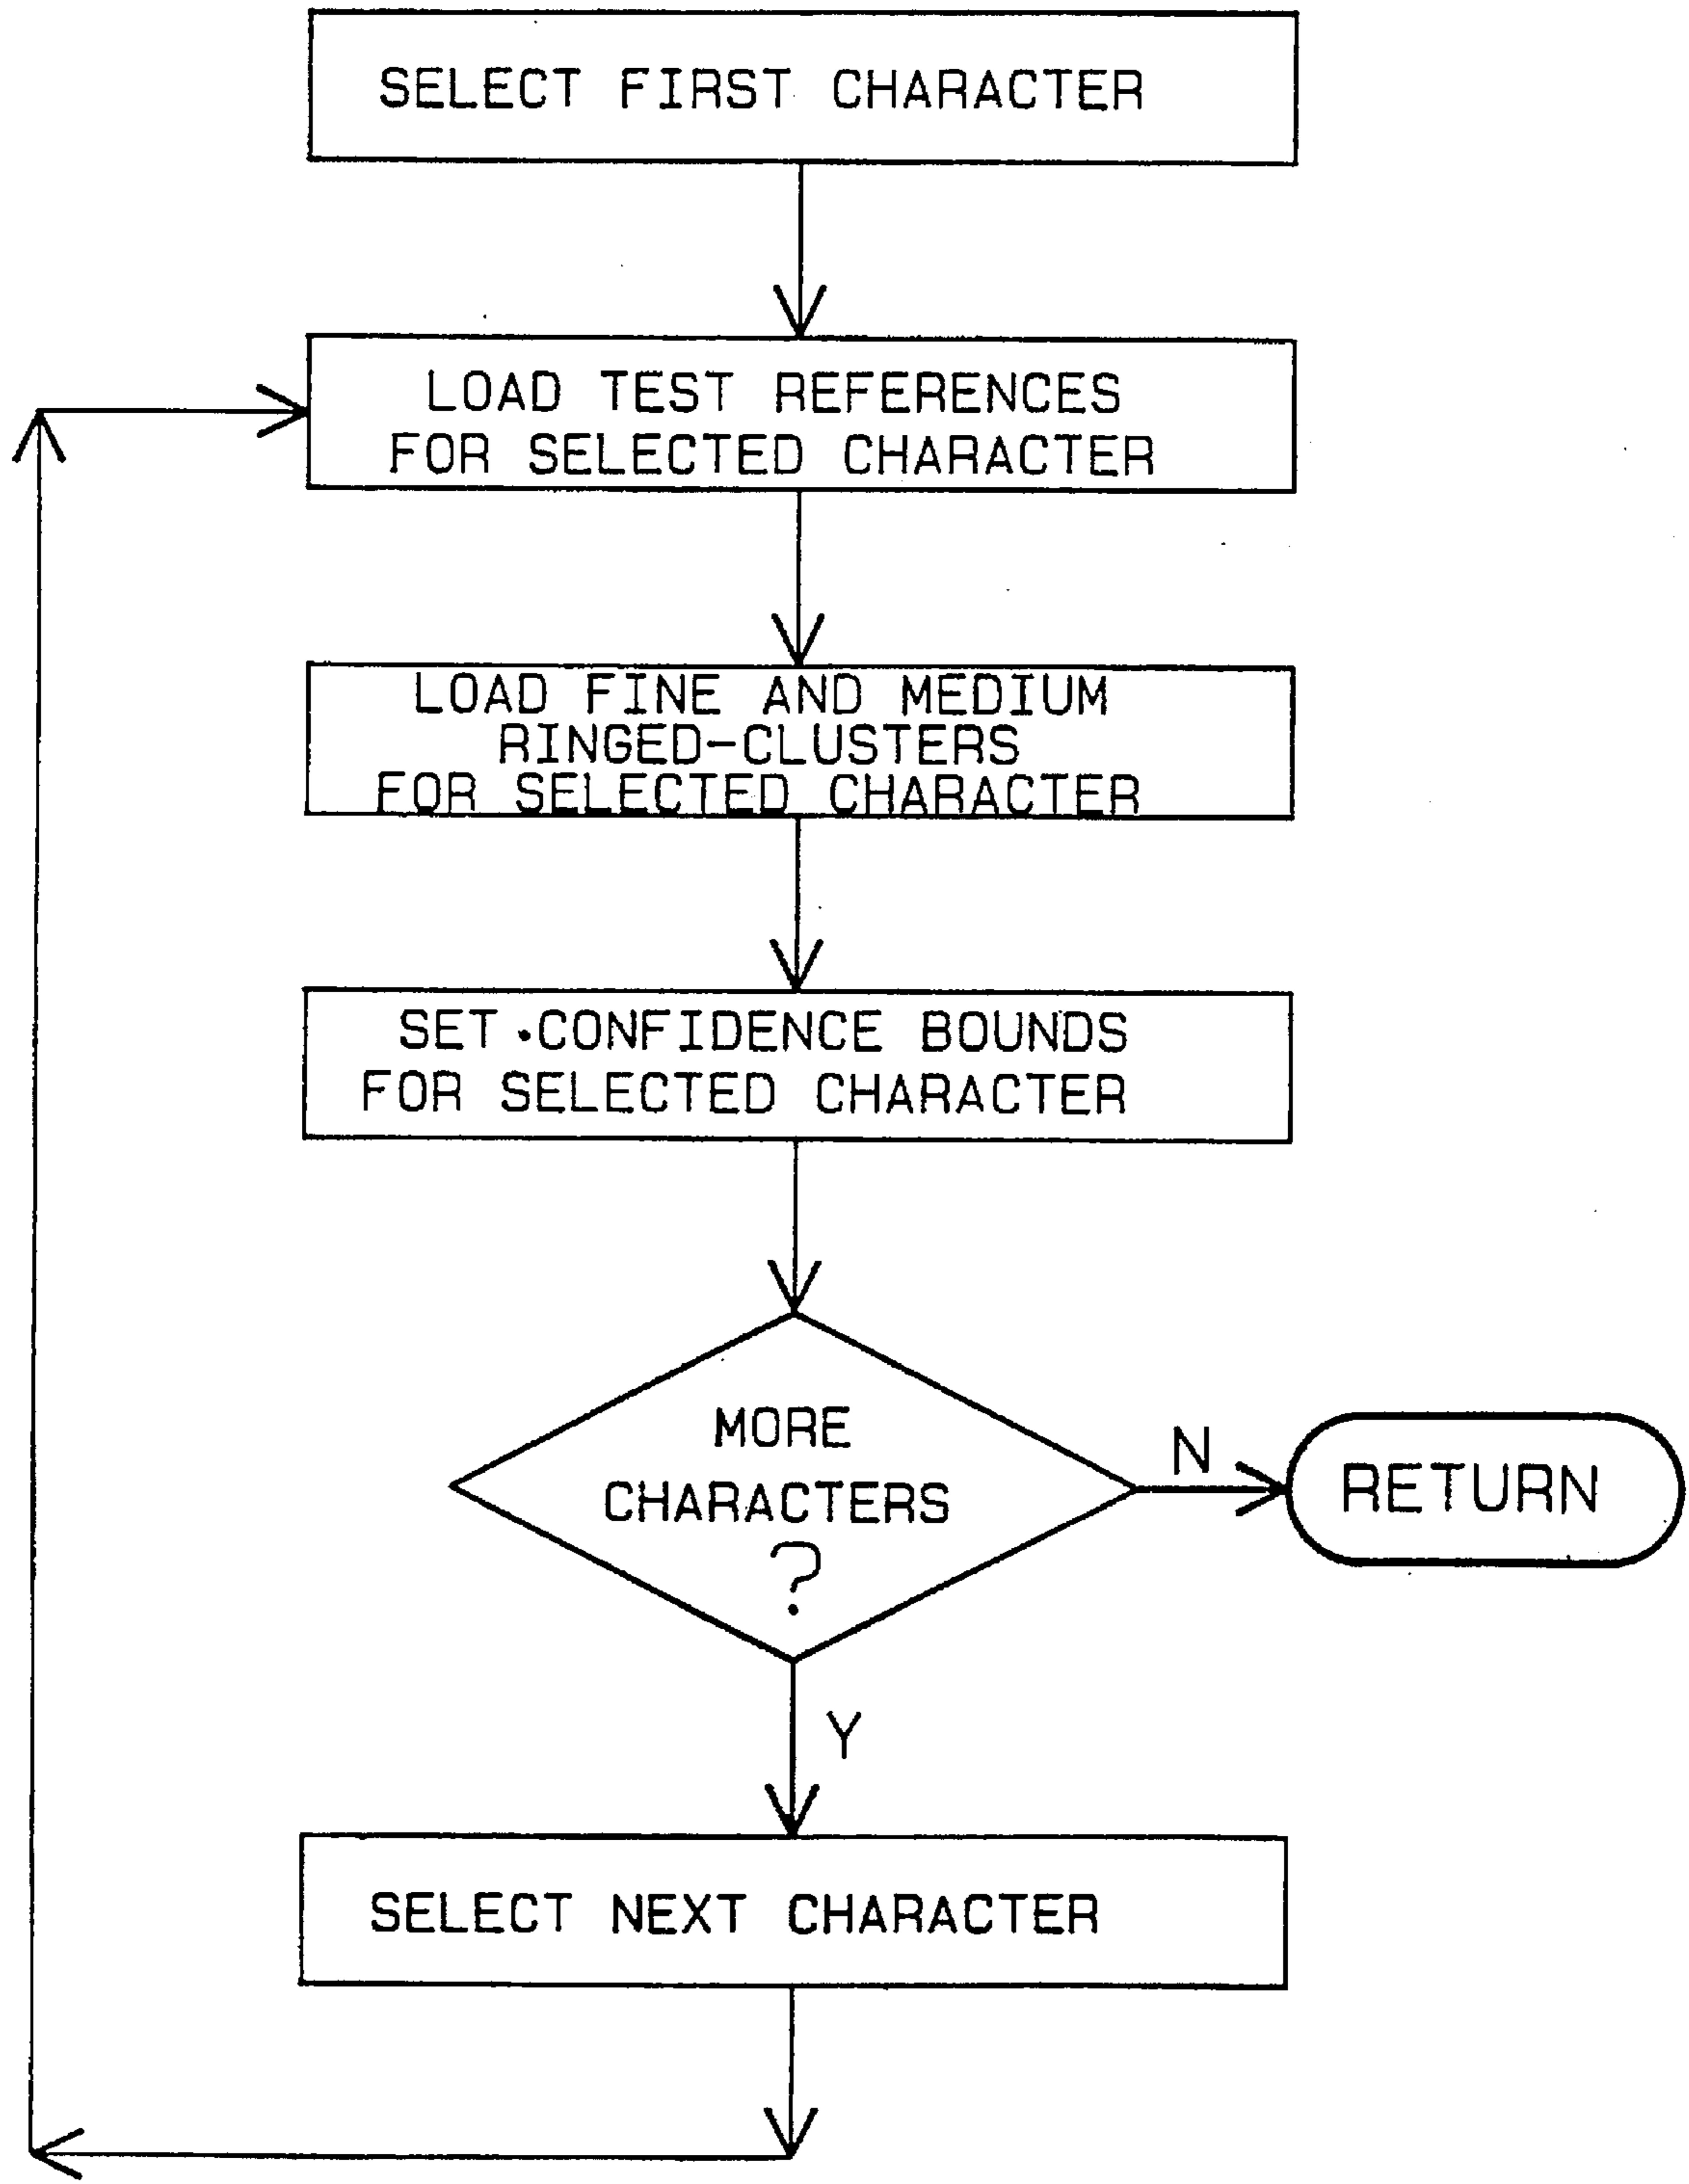 SELECT FIRST CHARACTER
LOAD TEST REFERENCES
FOR SELECTED CHARACTER
LOAD FINE AND MEDIUM
RINGED-CLUSTERS
FOR SELECTED CHARACTER
SET CONFIDENCE BOUNDS
FOR SELECTED CHARACTER
MORE
CHARACTERS
?
N
RETURN
Y
SELECT NEXT CHARACTER